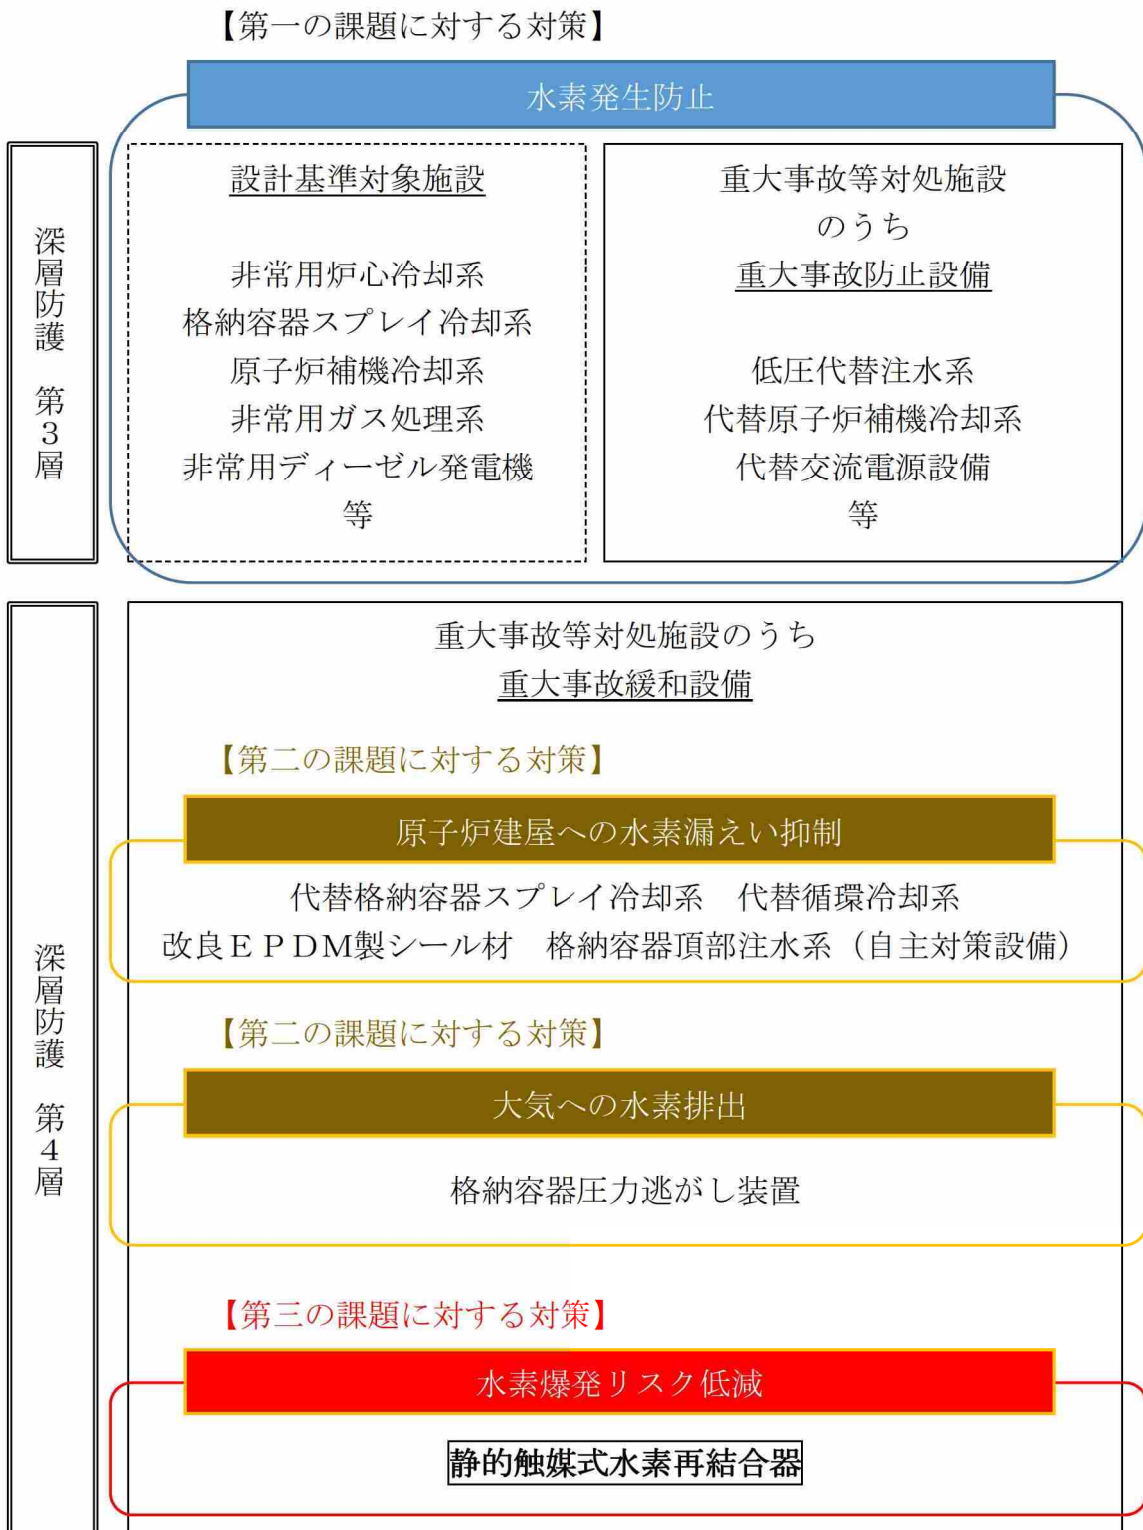 【第一の課題に対する対策】
水素発生防止
深層防護　第３層
設計基準対象施設
非常用炉心冷却系
格納容器スプレイ冷却系
原子炉補機冷却系
非常用ガス処理系
非常用ディーゼル発電機
等
重大事故等対処施設
のうち
重大事故防止設備
低圧代替注水系
代替原子炉補機冷却系
代替交流電源設備
等
深層防護　第４層
重大事故等対処施設のうち
重大事故緩和設備
【第二の課題に対する対策】
原子炉建屋への水素漏えい抑制
代替格納容器スプレイ冷却系　代替循環冷却系
改良ＥＰＤＭ製シール材　格納容器頂部注水系（自主対策設備）
【第二の課題に対する対策】
大気への水素排出
格納容器圧力逃がし装置
【第三の課題に対する対策】
水素爆発リスク低減
静的触媒式水素再結合器